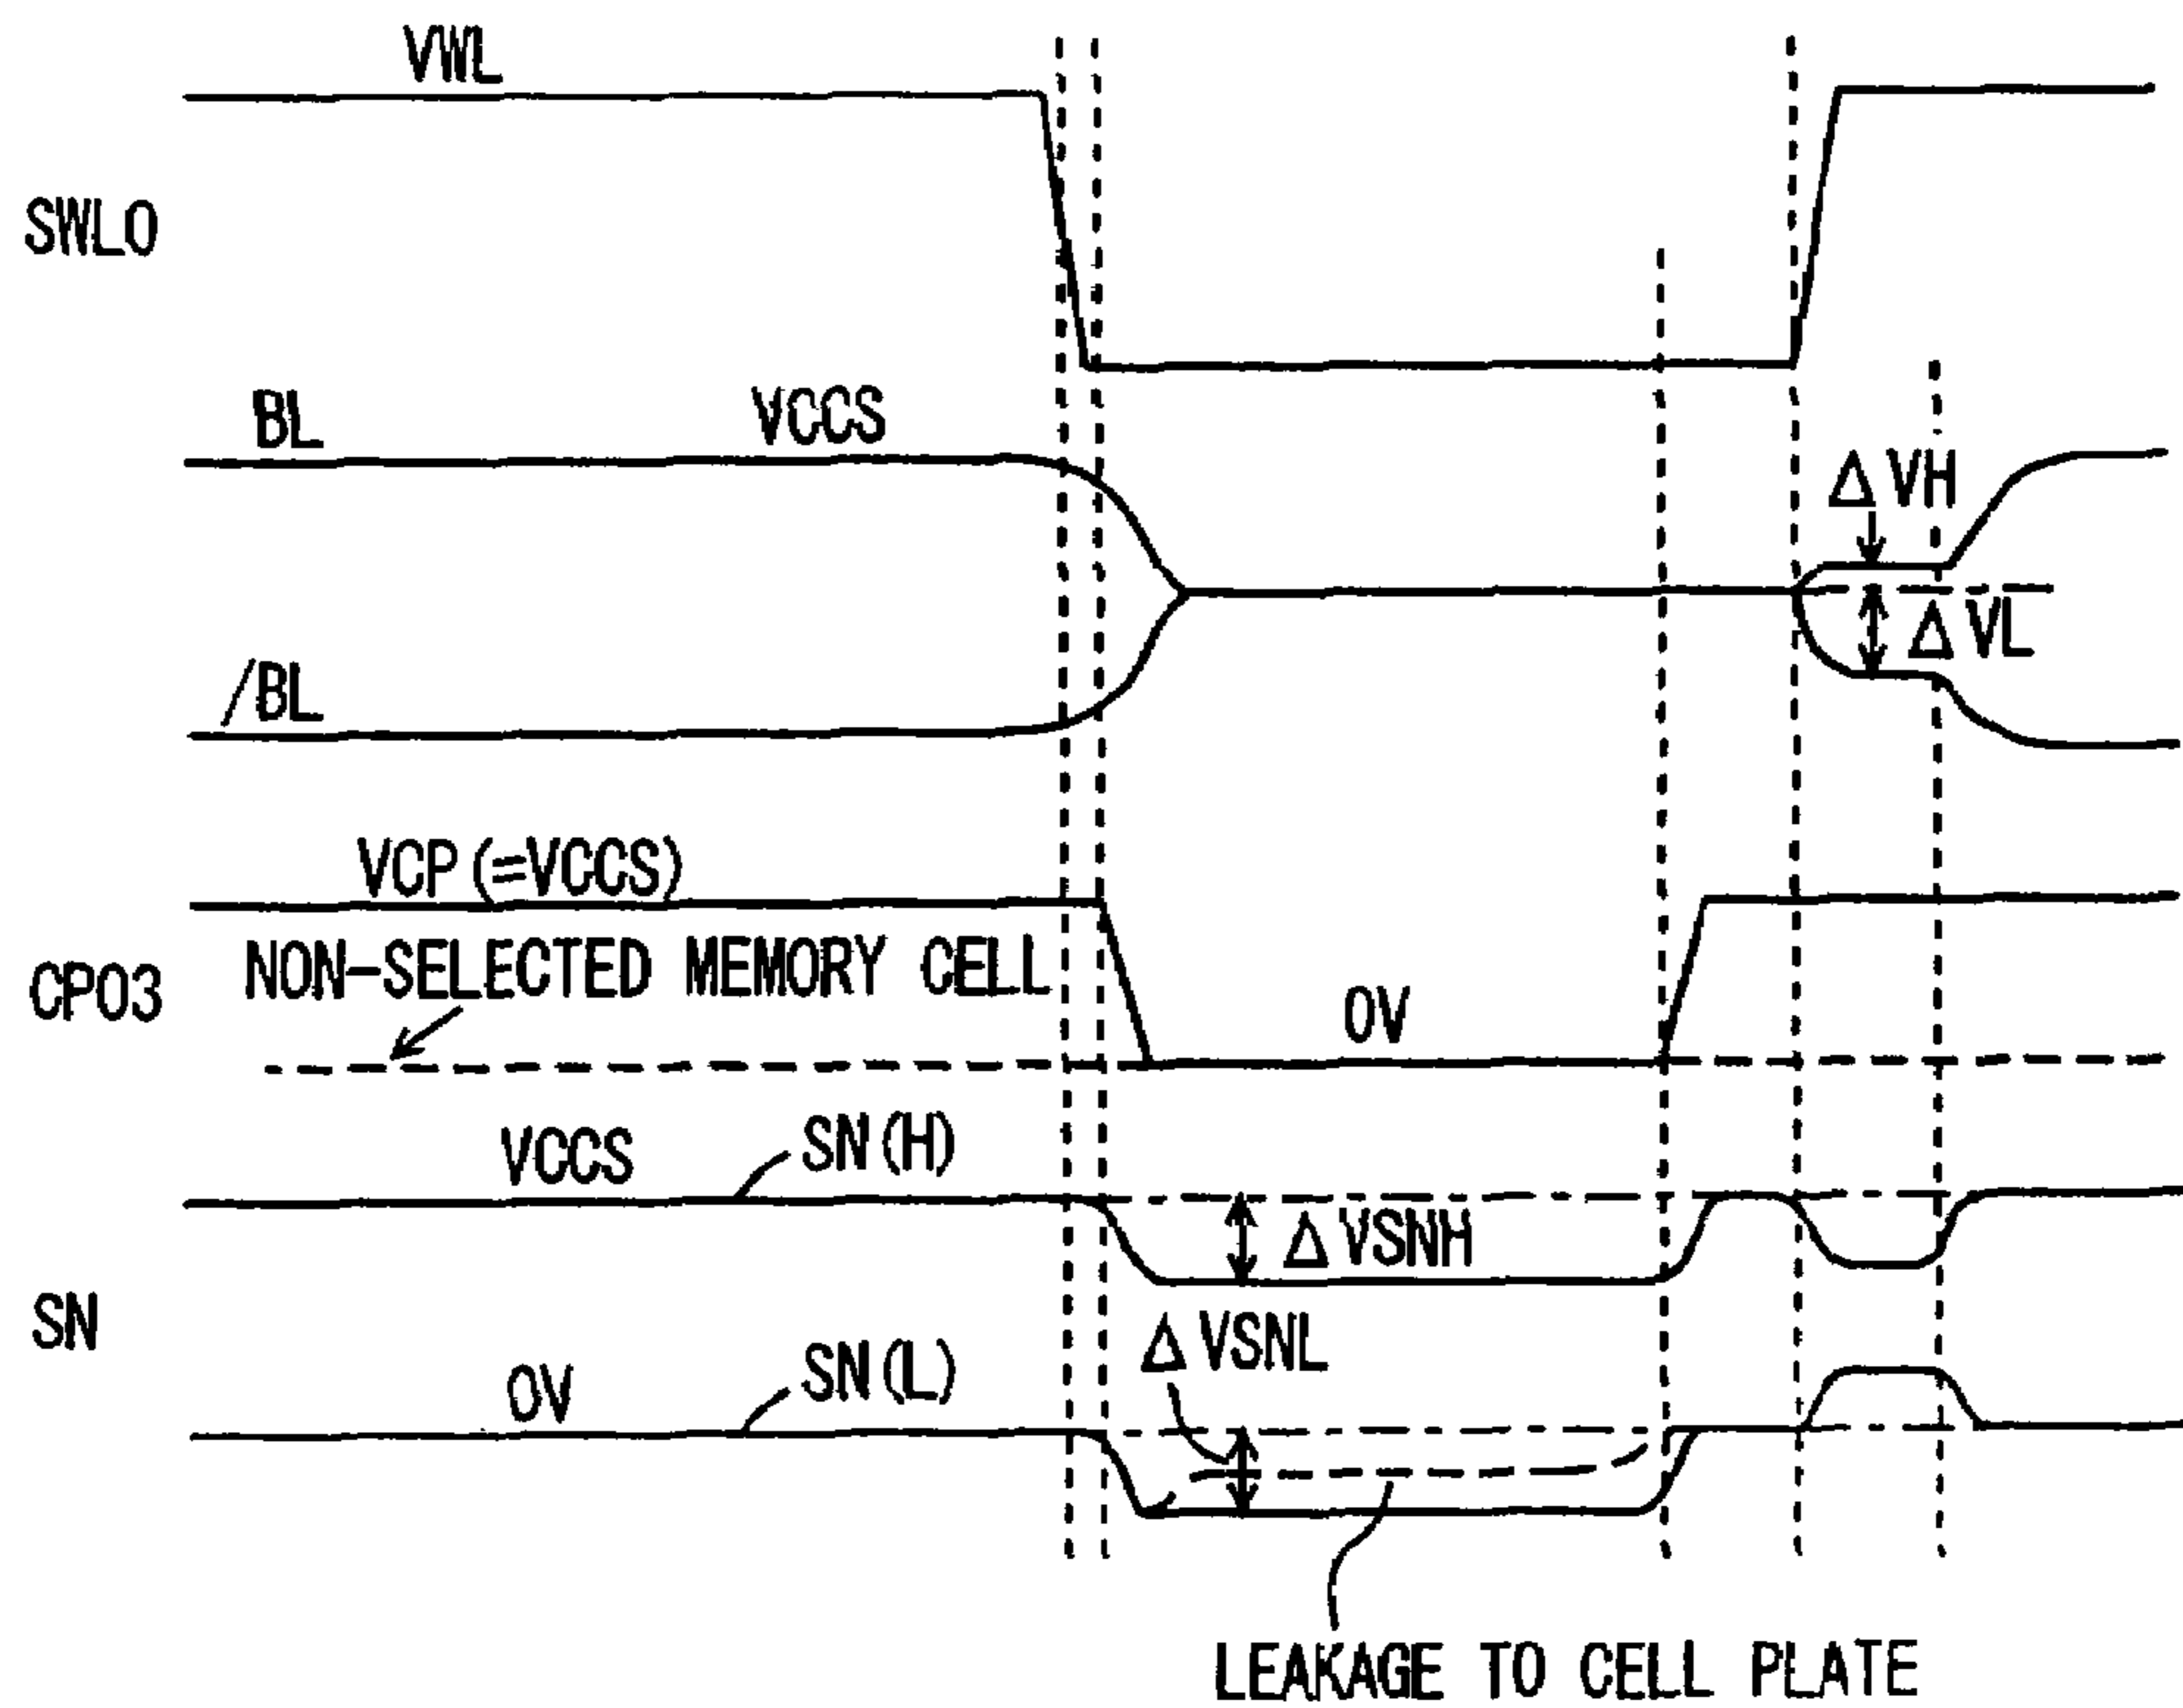 VWL
SWL0
BL
VCCS
ΔVH
ΔVL
/BL
VCP(=VCCS)
NON-SELECTED MEMORY CELL
CP03
0V
VCCS
SN(H)
ΔVSNH
SN
ΔVSNL
0V
SN(L)
LEAKAGE TO CELL PLATE